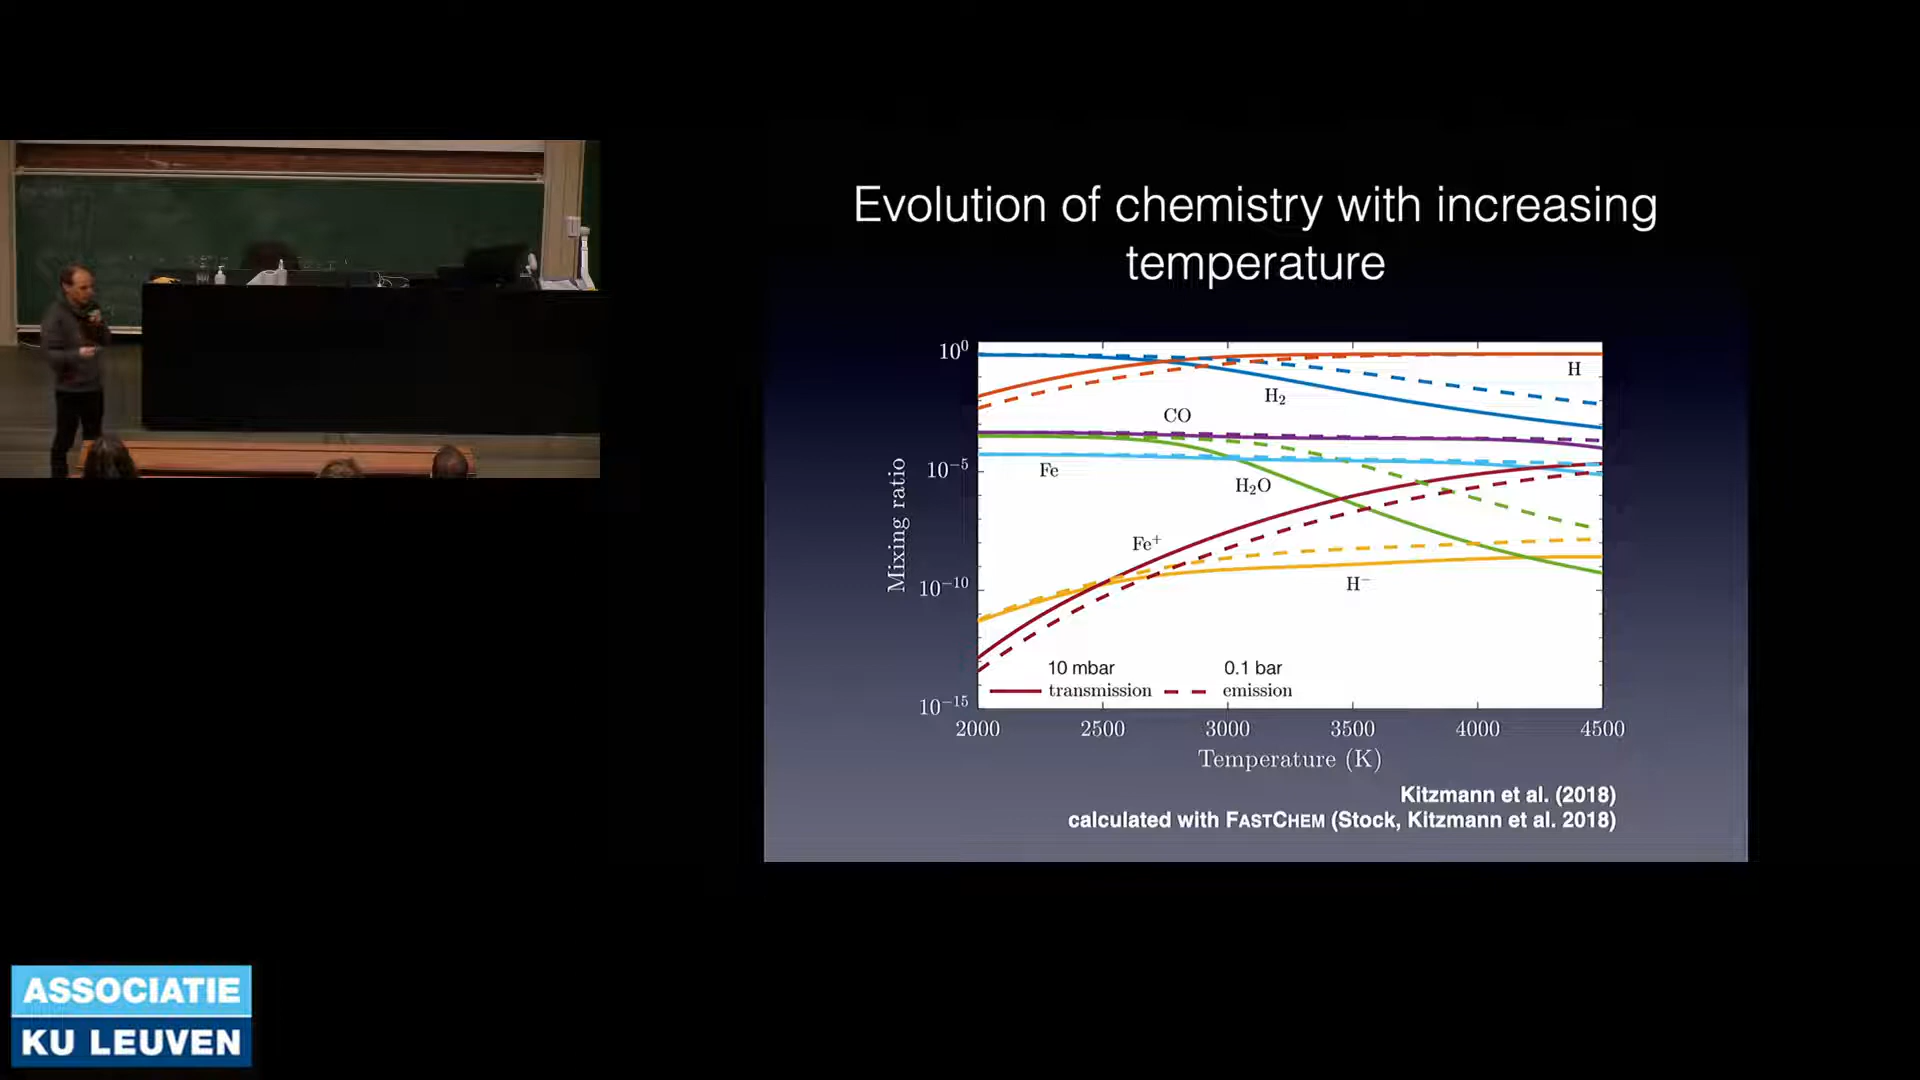 Evolution of chemistry with increasing
temperature
10⁰
H
H₂
CO
10⁻⁵
Fe
H₂O
Mixing ratio
Fe⁺
10⁻¹⁰
H⁻
10 mbar 0.1 bar
transmission emission
10⁻¹⁵
2000 2500 3000 3500 4000 4500
Temperature (K)
Kitzmann et al. (2018)
calculated with FASTCHEM (Stock, Kitzmann et al. 2018)
ASSOCIATIE
KU LEUVEN